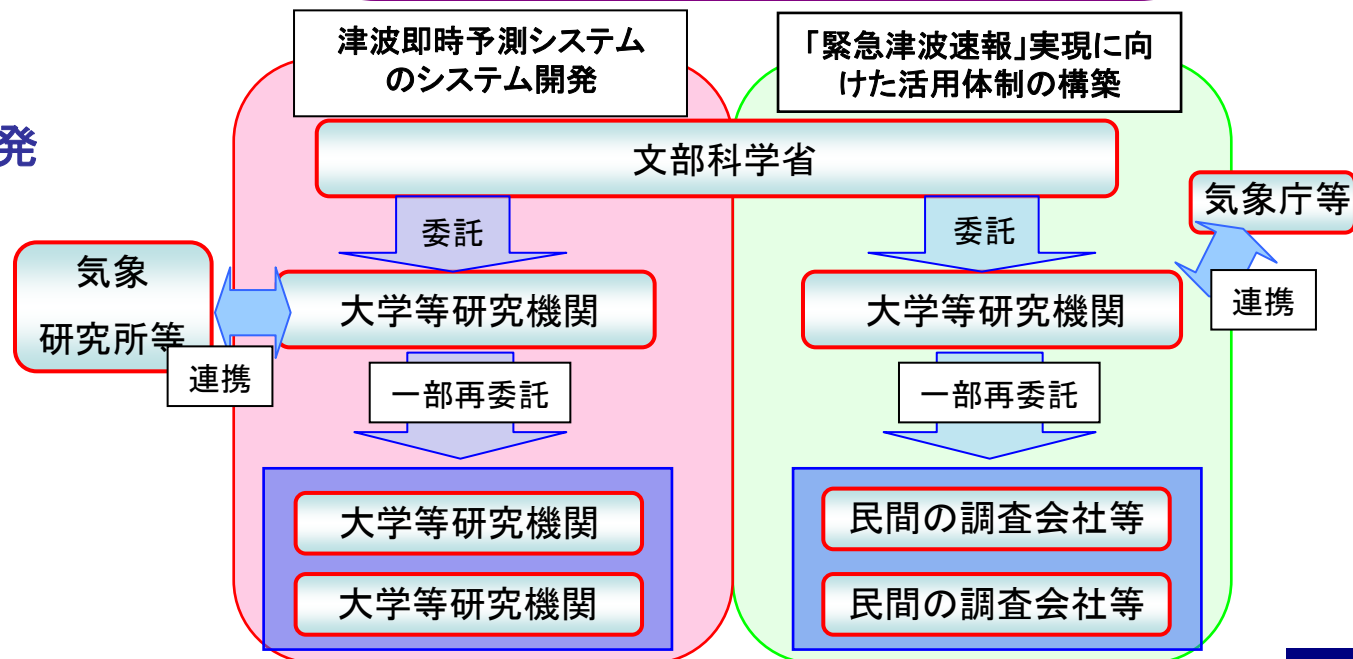 津波即時予測システム
のシステム開発
「緊急津波速報」実現に向
けた活用体制の構築
発
文部科学省
気象庁等
委託
委託
連携
気象
研究所等
連携
大学等研究機関
大学等研究機関
一部再委託
一部再委託
大学等研究機関
民間の調査会社等
大学等研究機関
民間の調査会社等